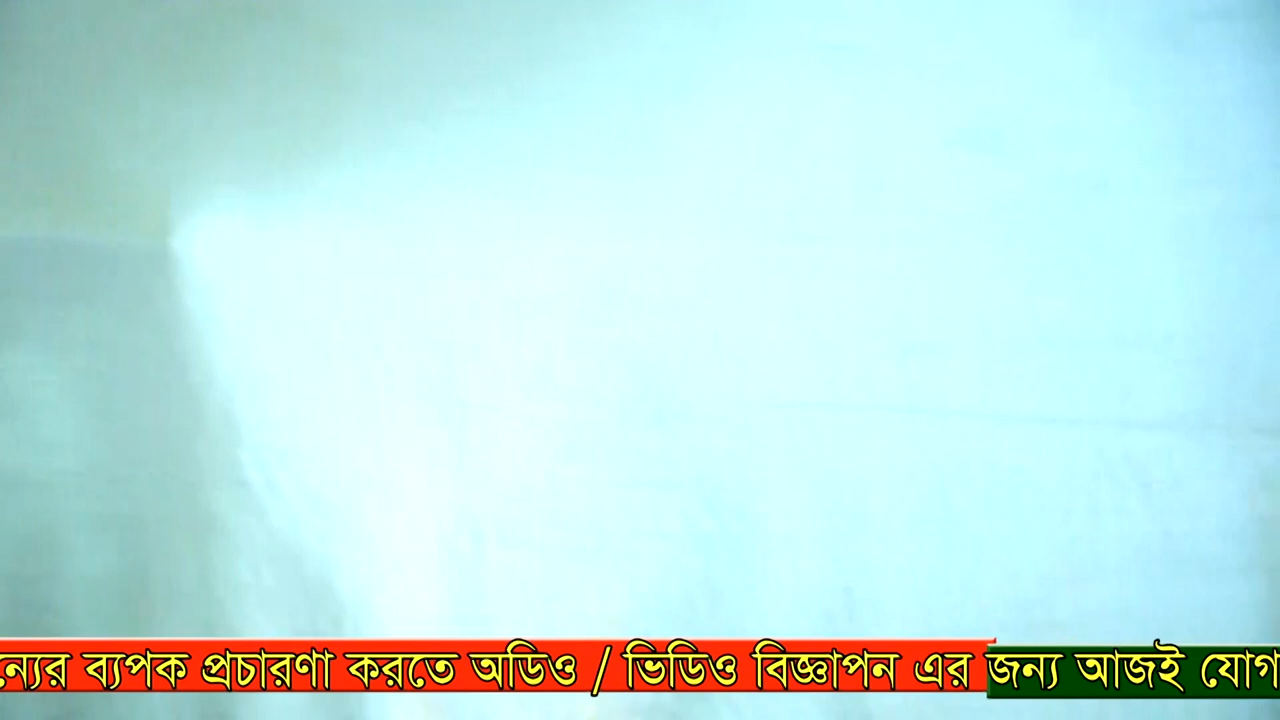 ন্যের ব্যপক প্রচারণা করতে অডিও / ভিডিও বিজ্ঞাপন এর জন্য আজই যোগ